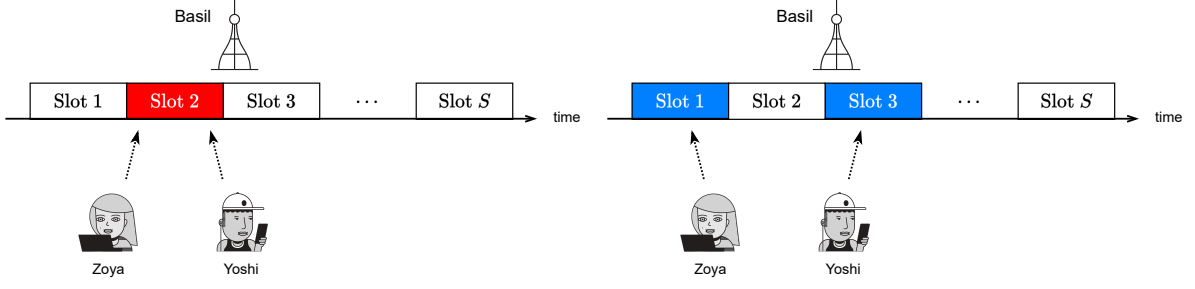 Basil
Slot 1 Slot 2 Slot 3 ⋯ Slot S
time
Zoya Yoshi
Basil
Slot 1 Slot 2 Slot 3 ⋯ Slot S
time
Zoya Yoshi